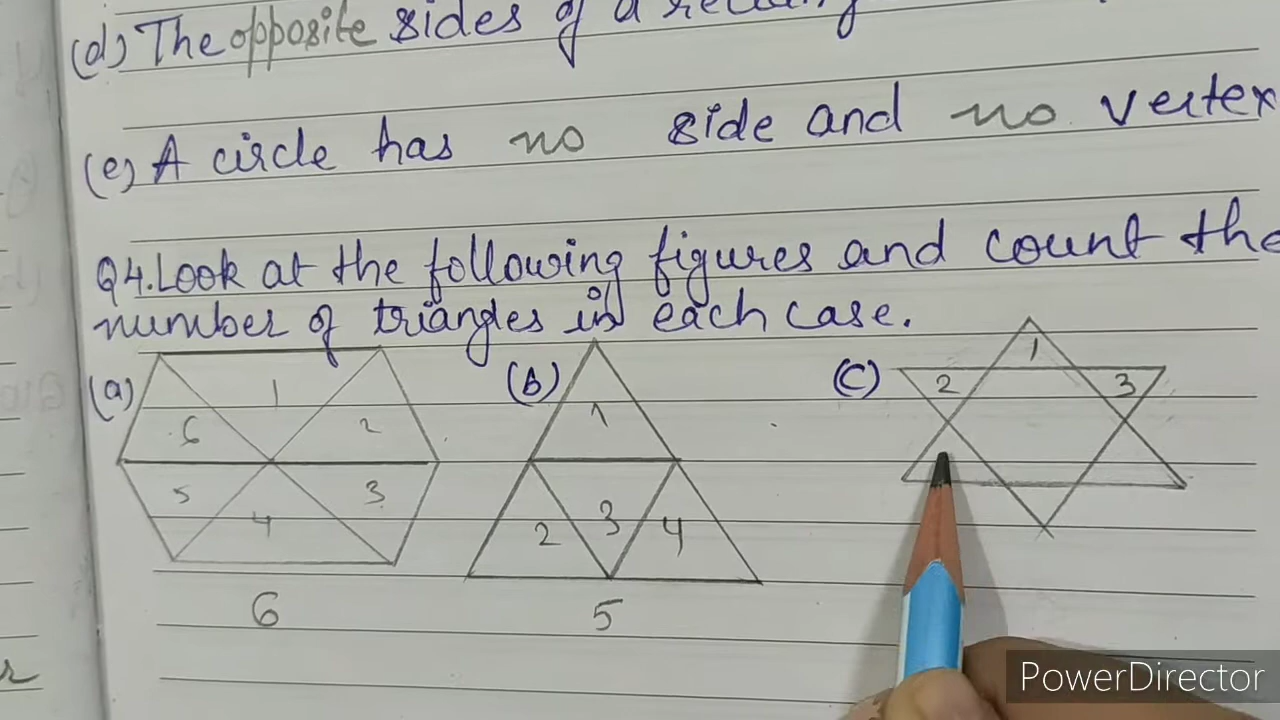 (d) The opposite sides of a
(e) A circle has no side and no vertex
Q4. Look at the following figures and count the
number of triangles in each case.
(a) (b) (c)
1 1 1
6 2 2 3
5 4 3 2 3 4
6 5
PowerDirector